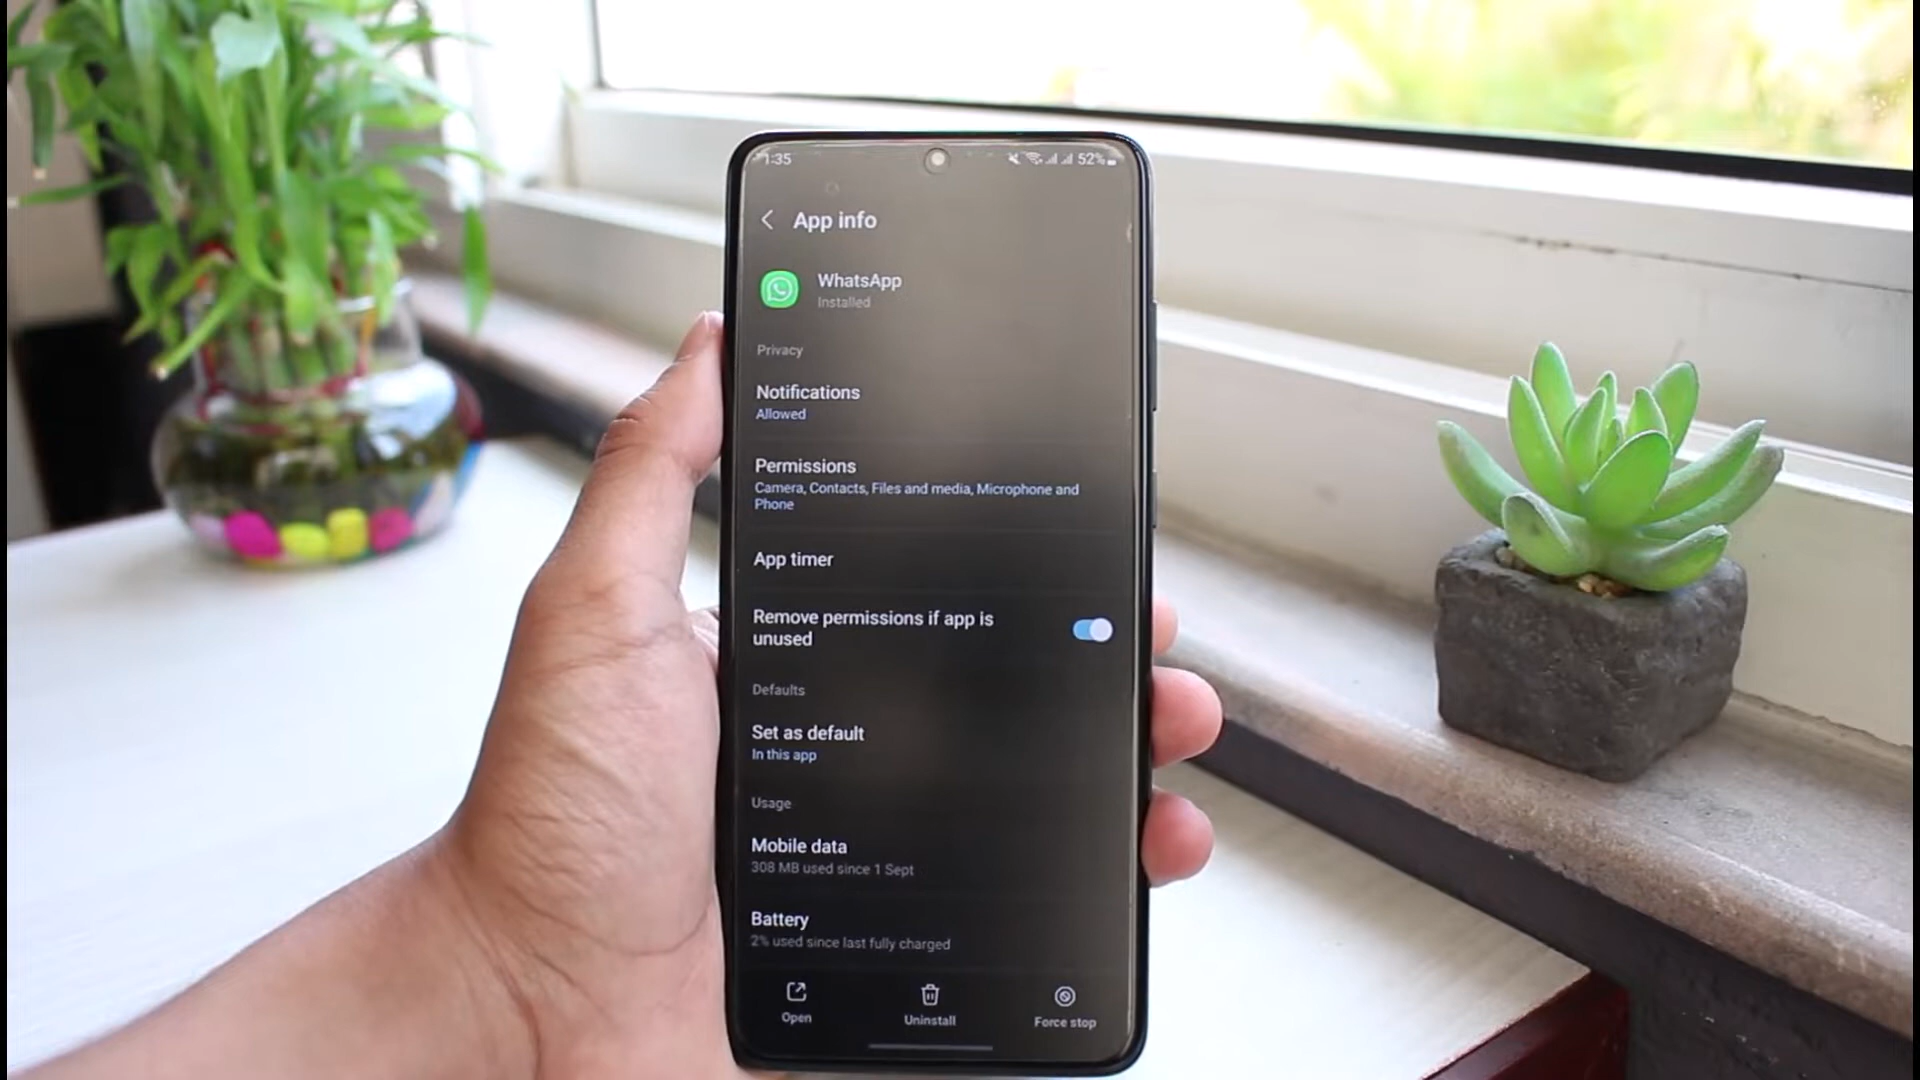 1:35 52%
App info
WhatsApp
Installed
Privacy
Notifications
Allowed
Permissions
Camera, Contacts, Files and media, Microphone and
Phone
App timer
Remove permissions if app is
unused
Defaults
Set as default
In this app
Usage
Mobile data
308 MB used since 1 Sept
Battery
2% used since last fully charged
Open Uninstall Force stop